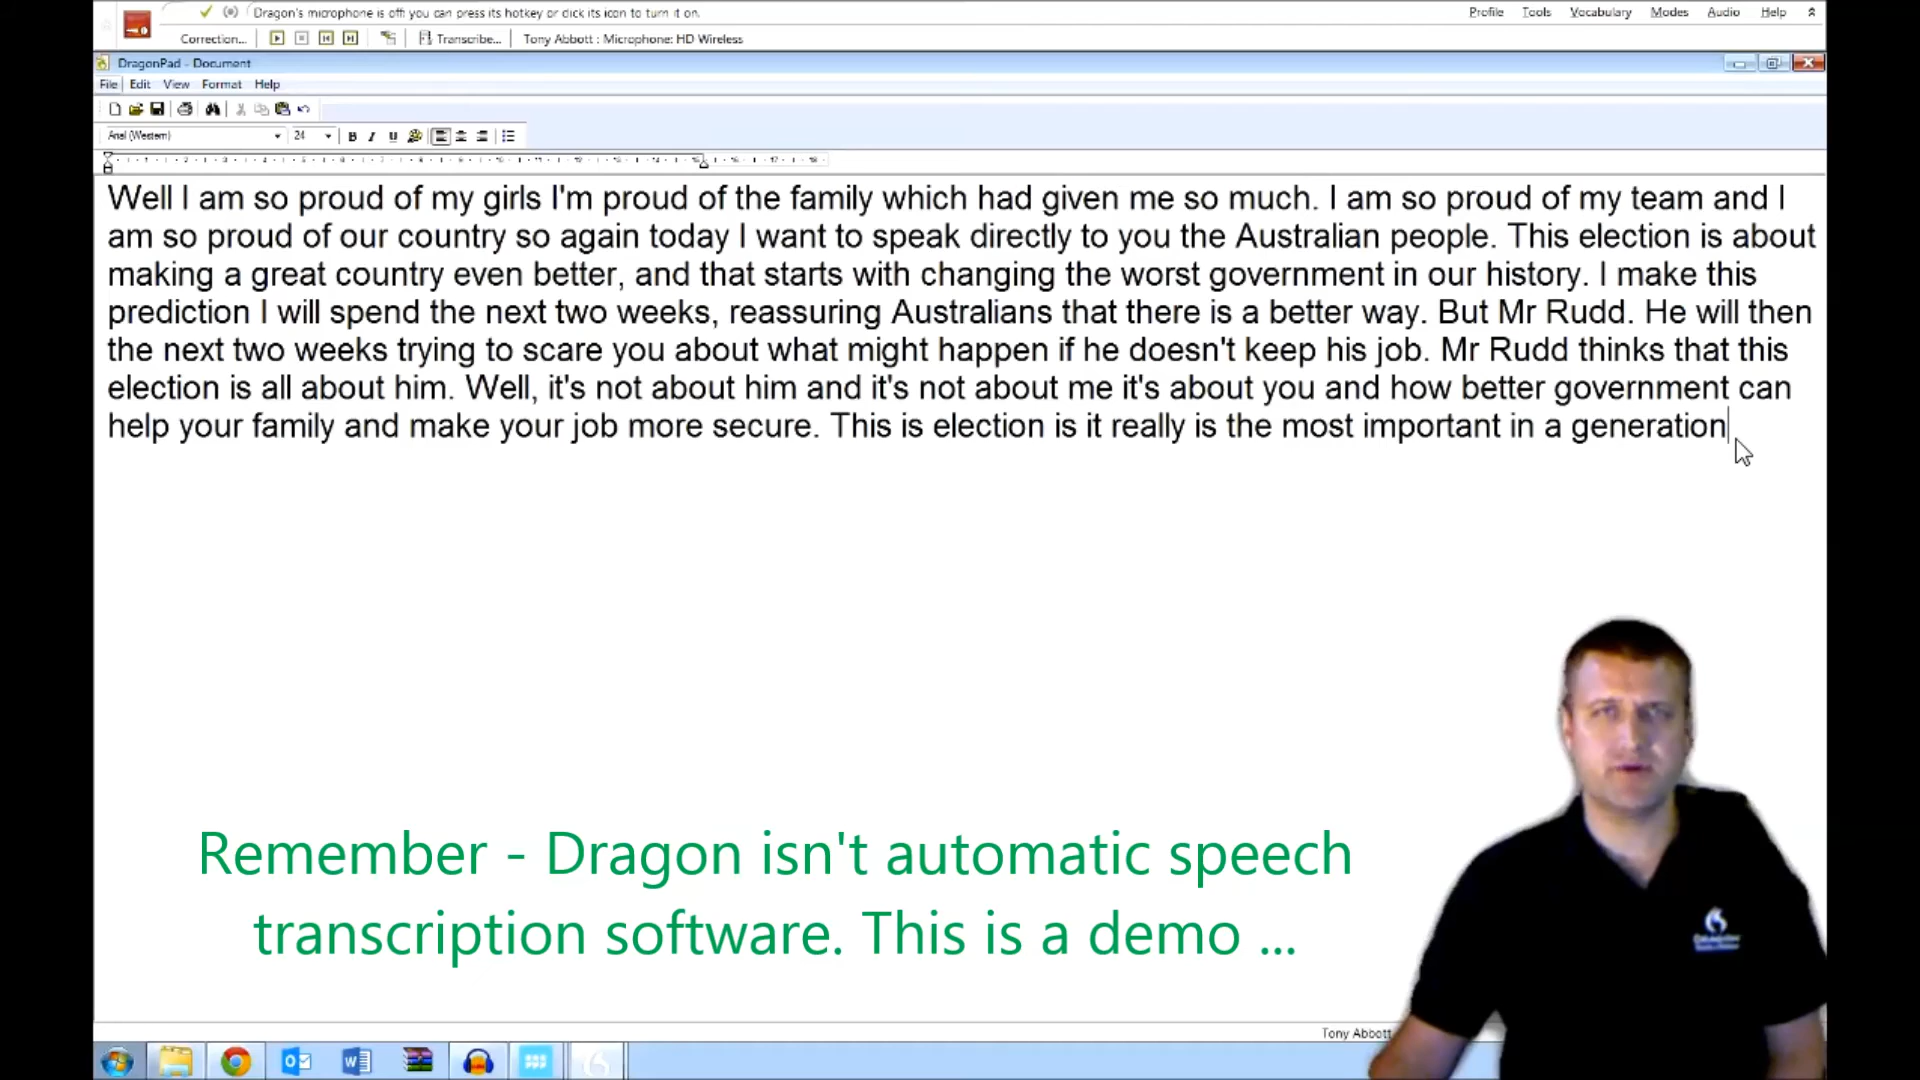 Dragon's microphone is off: you can press its hotkey or click its icon to turn it on.
Profile Tools Vocabulary Modes Audio Help
Correction... Transcribe... Tony Abbott : Microphone: HD Wireless
DragonPad - Document
File Edit View Format Help
Arial (Western) 24 B I U
Well I am so proud of my girls I'm proud of the family which had given me so much. I am so proud of my team and I
am so proud of our country so again today I want to speak directly to you the Australian people. This election is about
making a great country even better, and that starts with changing the worst government in our history. I make this
prediction I will spend the next two weeks, reassuring Australians that there is a better way. But Mr Rudd. He will then
the next two weeks trying to scare you about what might happen if he doesn't keep his job. Mr Rudd thinks that this
election is all about him. Well, it's not about him and it's not about me it's about you and how better government can
help your family and make your job more secure. This is election is it really is the most important in a generation
Remember - Dragon isn't automatic speech
transcription software. This is a demo ...
DRAGON
Tony Abbott